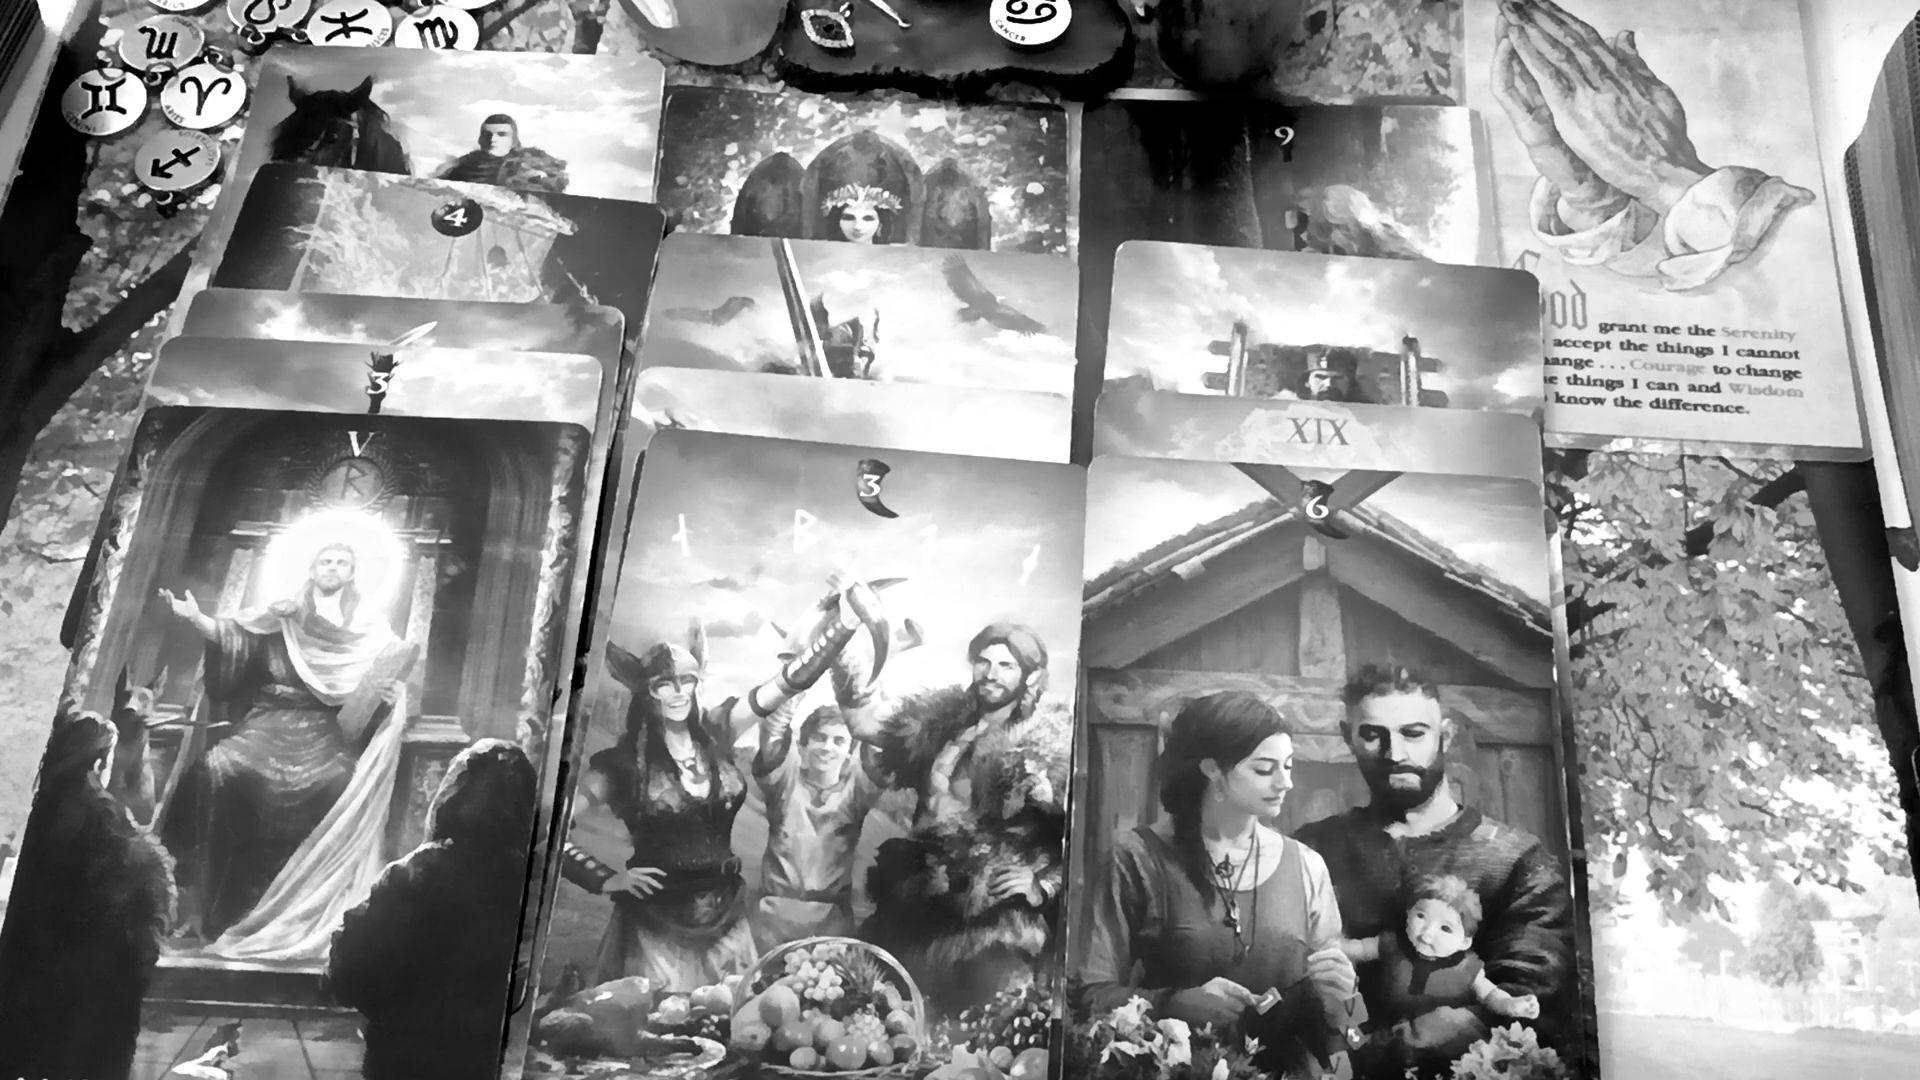 CANCER
9
4
od
grant me the Serenity
accept the things I cannot
hange . . . Courage to change
e things I can and Wisdom
know the difference.
3
XIX
V
3
6